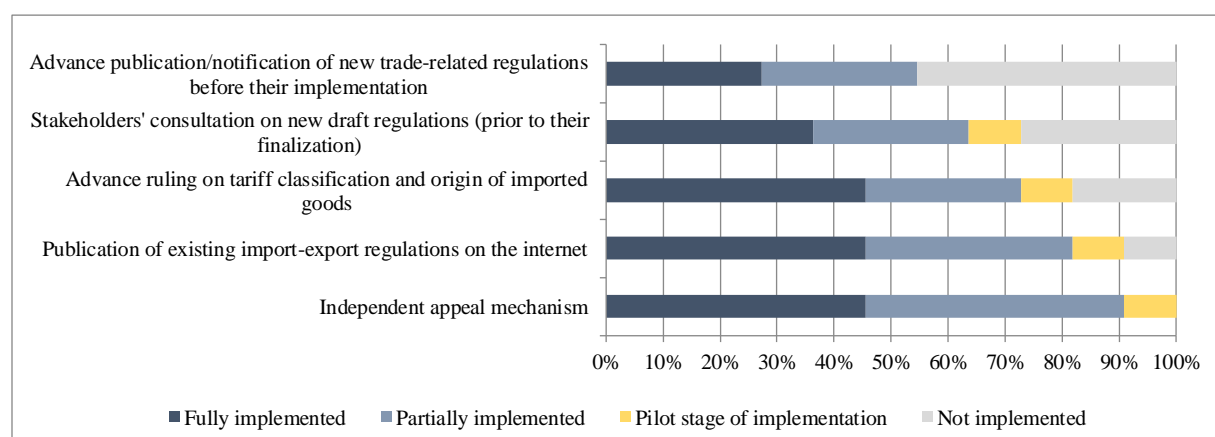 Advance publication/notification of new trade-related regulations
before their implementation
Stakeholders' consultation on new draft regulations (prior to their
finalization)
Advance ruling on tariff classification and origin of imported
goods
Publication of existing import-export regulations on the internet
Independent appeal mechanism
0% 10% 20% 30% 40% 50% 60% 70% 80% 90% 100%
Fully implemented Partially implemented Pilot stage of implementation Not implemented